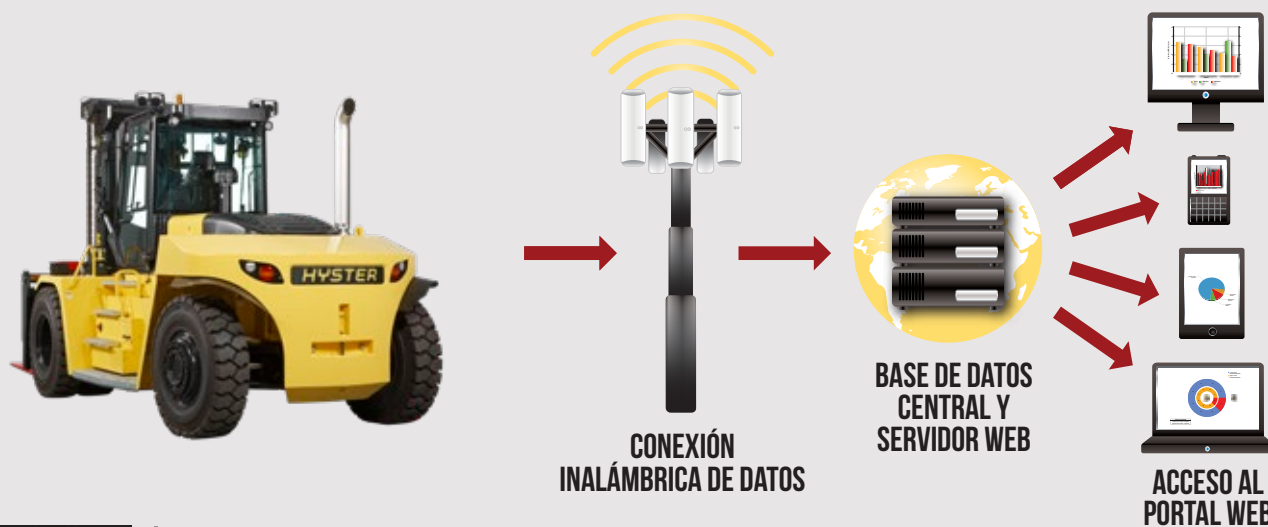 HYSTER
CONEXIÓN
INALÁMBRICA DE DATOS
BASE DE DATOS
CENTRAL Y
SERVIDOR WEB
ACCESO AL
PORTAL WEB